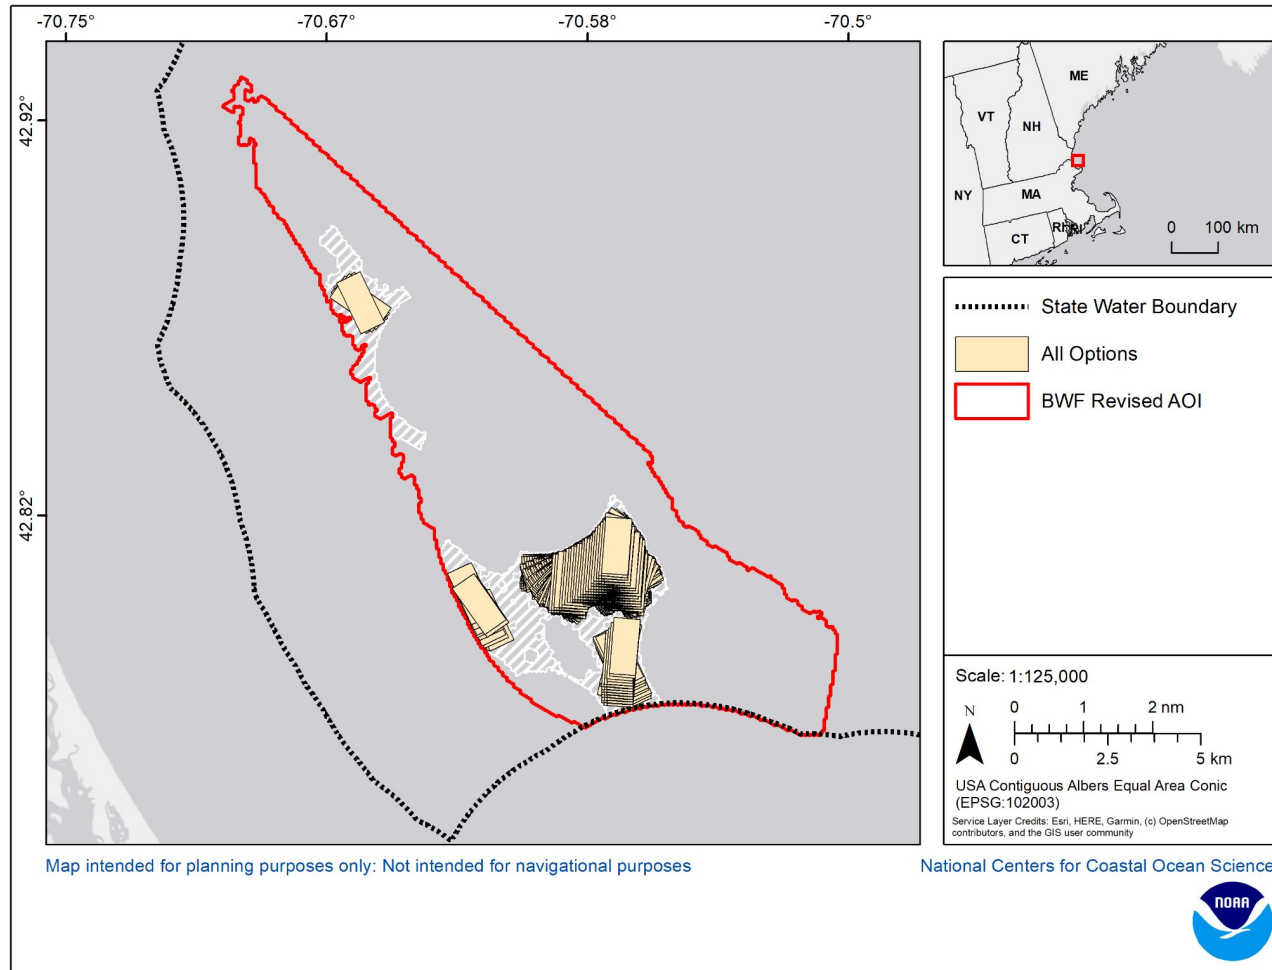 -70.75°
-70.67°
-70.58°
-70.5°
42.92°
42.82°
ME
VT
NH
NY
MA
CT
RI
RI
0 100 km
State Water Boundary
All Options
BWF Revised AOI
Scale: 1:125,000
N
0 1 2 nm
0 2.5 5 km
USA Contiguous Albers Equal Area Conic
(EPSG:102003)
Service Layer Credits: Esri, HERE, Garmin, (c) OpenStreetMap
contributors, and the GIS user community
Map intended for planning purposes only: Not intended for navigational purposes
National Centers for Coastal Ocean Science
NOAA